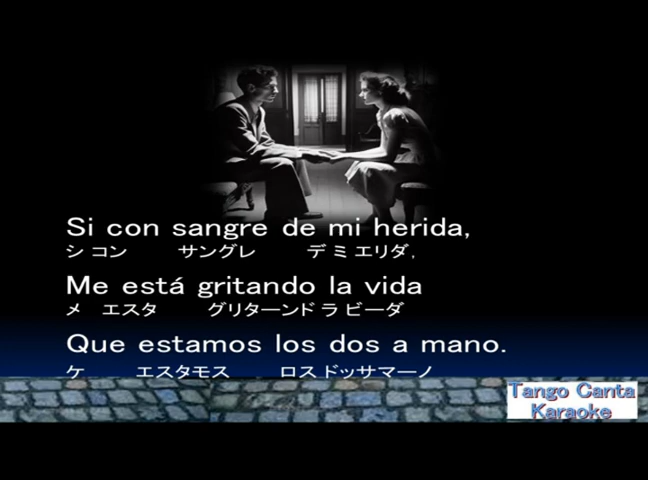 Si con sangre de mi herida,
シ コン サングレ デ ミ エリダ,
Me está gritando la vida
メ エスタ グリターンド ラ ビーダ
Que estamos los dos a mano.
ケ エスタモス ロス ドッサマーノ
Tango Canta
Karaoke